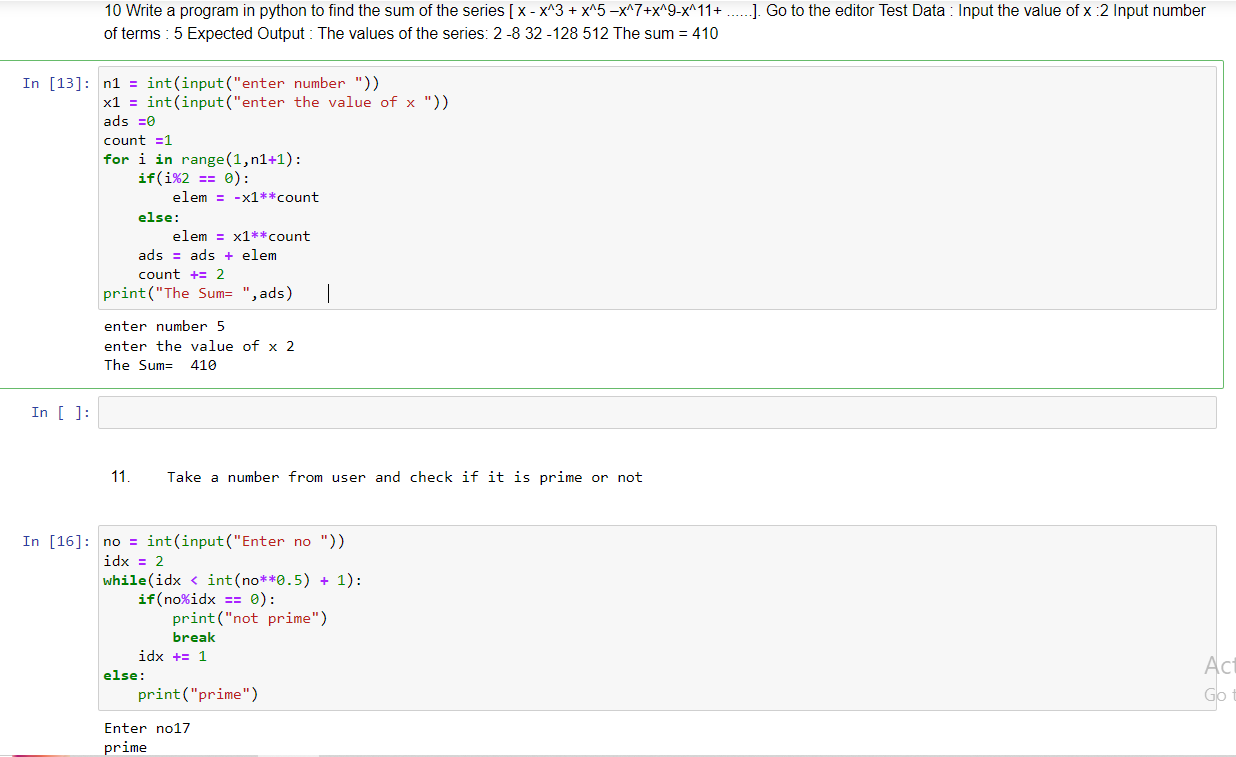 10 Write a program in python to find the sum of the series [ x - x^3 + x^5 –x^7+x^9-x^11+ ......]. Go to the editor Test Data : Input the value of x :2 Input number
of terms : 5 Expected Output : The values of the series: 2 -8 32 -128 512 The sum = 410
In [13]: n1 = int(input("enter number "))
x1 = int(input("enter the value of x "))
ads =0
count =1
for i in range(1,n1+1):
    if(i%2 == 0):
        elem = -x1**count
    else:
        elem = x1**count
    ads = ads + elem
    count += 2
print("The Sum= ",ads)
enter number 5
enter the value of x 2
The Sum=  410
In [ ]:
11. Take a number from user and check if it is prime or not
In [16]: no = int(input("Enter no "))
idx = 2
while(idx < int(no**0.5) + 1):
    if(no%idx == 0):
        print("not prime")
        break
    idx += 1
Act
else:
Go t
    print("prime")
Enter no17
prime